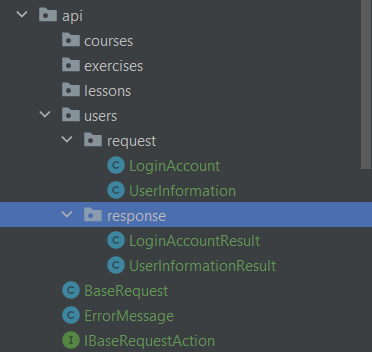 api
courses
exercises
lessons
users
request
LoginAccount
UserInformation
response
LoginAccountResult
UserInformationResult
BaseRequest
ErrorMessage
IBaseRequestAction